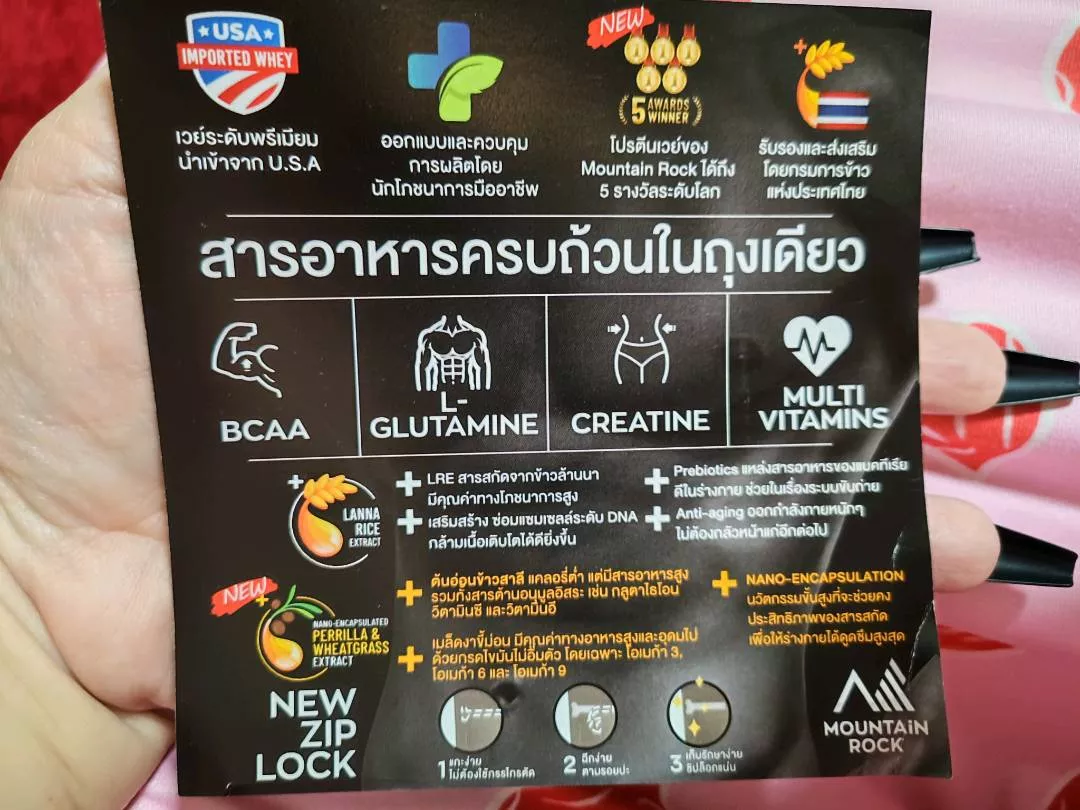 USA
IMPORTED WHEY
เวย์ระดับพรีเมียม
นำเข้าจาก U.S.A
ออกแบบและควบคุม
การผลิตโดย
นักโภชนาการมืออาชีพ
NEW
5 AWARDS
WINNER
โปรตีนเวย์ของ
Mountain Rock ได้ถึง
5 รางวัลระดับโลก
รับรองและส่งเสริม
โดยกรมการข้าว
แห่งประเทศไทย
สารอาหารครบถ้วนในถุงเดียว
BCAA
L-
GLUTAMINE
CREATINE
MULTI
VITAMINS
LANNA
RICE
EXTRACT
LRE สารสกัดจากข้าวล้านนา
มีคุณค่าทางโภชนาการสูง
เสริมสร้าง ซ่อมแซมเซลล์ระดับ DNA
กล้ามเนื้อเติบโตได้ดียิ่งขึ้น
Prebiotics แหล่งสารอาหารของแบคทีเรีย
ดีในร่างกาย ช่วยในเรื่องระบบขับถ่าย
Anti-aging ออกกำลังกายหนักๆ
ไม่ต้องกลัวหน้าแก่อีกต่อไป
NEW
NANO-ENCAPSULATED
PERRILLA &
WHEATGRASS
EXTRACT
ต้นอ่อนข้าวสาลี แคลอรี่ต่ำ แต่มีสารอาหารสูง
รวมทั้งสารต้านอนุมูลอิสระ เช่น กลูตาไธโอน
วิตามินซี และวิตามินอี
เมล็ดงาขี้ม่อน มีคุณค่าทางอาหารสูงและอุดมไป
ด้วยกรดไขมันไม่อิ่มตัว โดยเฉพาะ โอเมก้า 3,
โอเมก้า 6 และ โอเมก้า 9
NANO-ENCAPSULATION
นวัตกรรมขั้นสูงที่จะช่วยคง
ประสิทธิภาพของสารสกัด
เพื่อให้ร่างกายได้ดูดซึมสูงสุด
NEW
ZIP
LOCK
1 แกะง่าย
ไม่ต้องใช้กรรไกรตัด
2 ฉีกง่าย
ตามรอยปะ
3 เก็บรักษาง่าย
ซิปล็อกแน่น
MOUNTAIN
ROCK